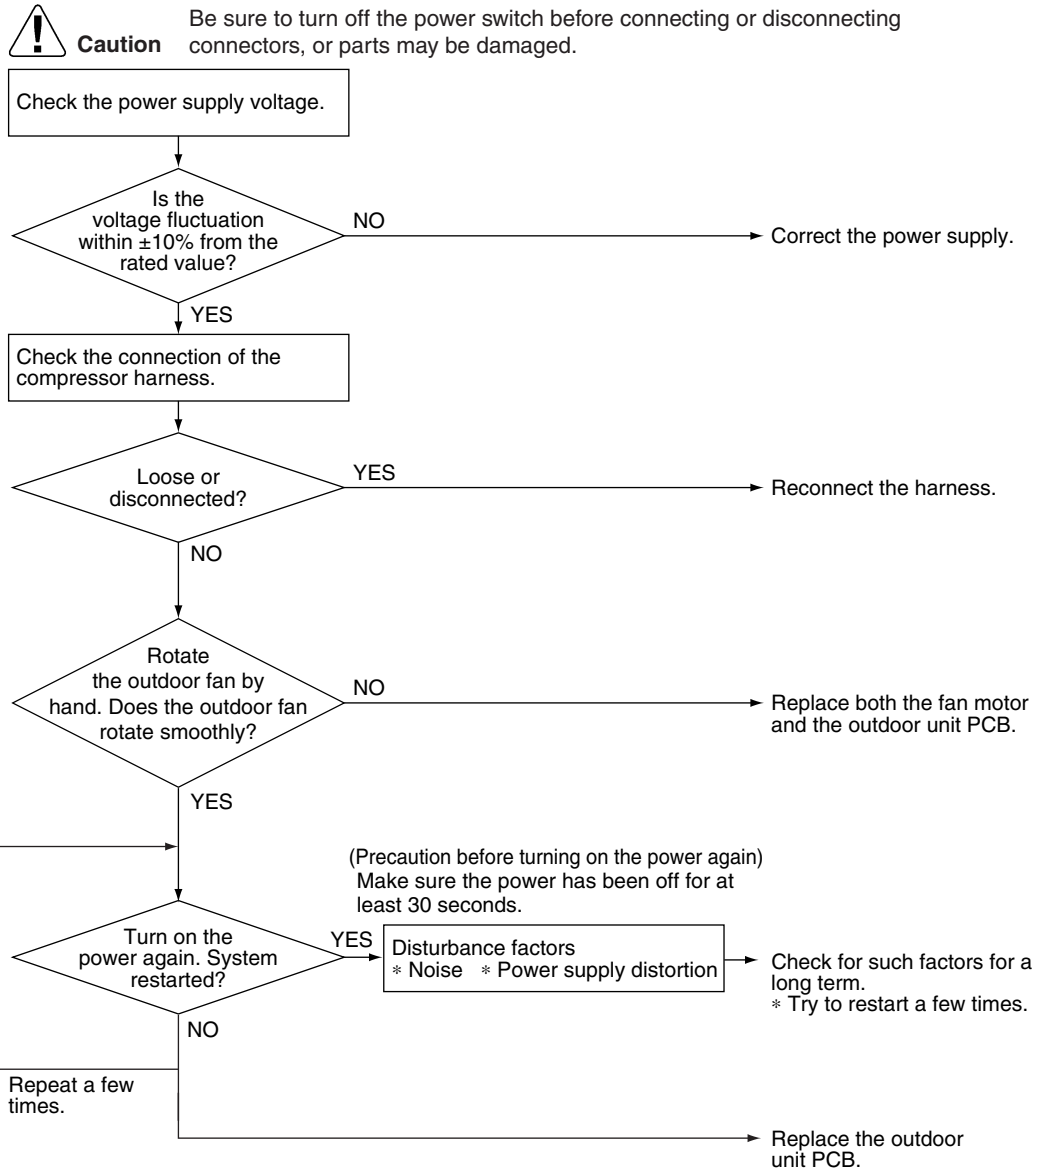 Be sure to turn off the power switch before connecting or disconnecting
Caution connectors, or parts may be damaged.
Check the power supply voltage.
Is the
voltage fluctuation
within ±10% from the
rated value?
NO
Correct the power supply.
YES
Check the connection of the
compressor harness.
Loose or
disconnected?
YES
Reconnect the harness.
NO
Rotate
the outdoor fan by
hand. Does the outdoor fan
rotate smoothly?
NO
Replace both the fan motor
and the outdoor unit PCB.
YES
(Precaution before turning on the power again)
Make sure the power has been off for at
least 30 seconds.
Turn on the
power again. System
restarted?
YES
Disturbance factors
* Noise * Power supply distortion
Check for such factors for a
long term.
* Try to restart a few times.
NO
Repeat a few
times.
Replace the outdoor
unit PCB.